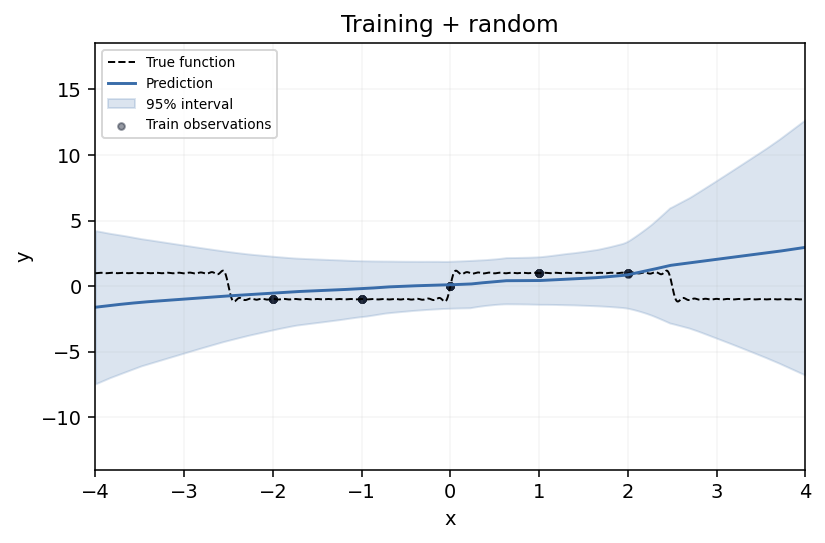 Training + random
True function
Prediction
95% interval
Train observations
15
10
5
0
−5
−10
y
−4 −3 −2 −1 0 1 2 3 4
x